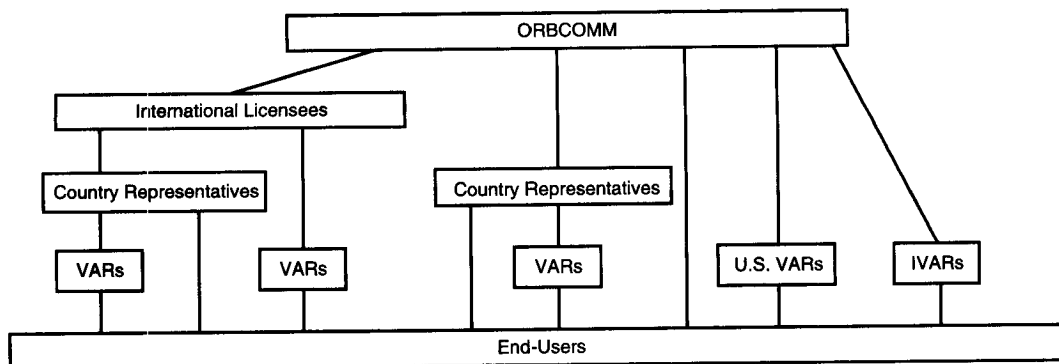 ORBCOMM
International Licensees
Country Representatives
Country Representatives
VARs
VARs
VARs
U.S. VARs
IVARs
End-Users